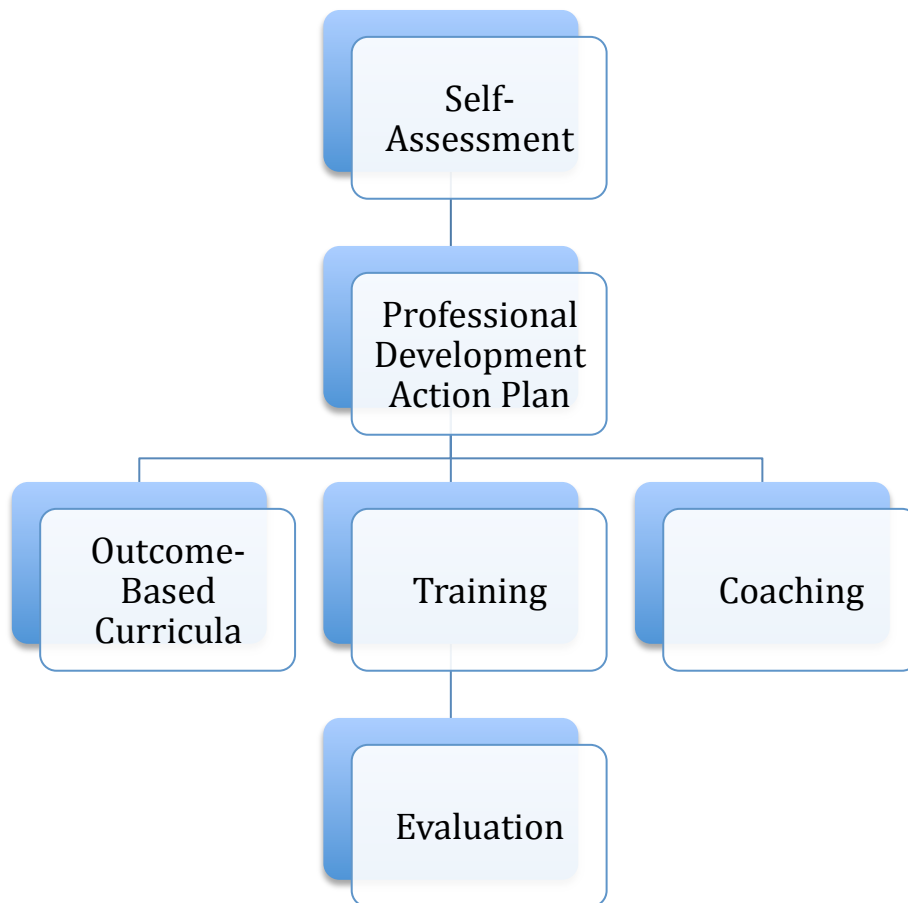 Self-
Assessment
Professional
Development
Action Plan
Outcome-
Based
Curricula
Training
Coaching
Evaluation